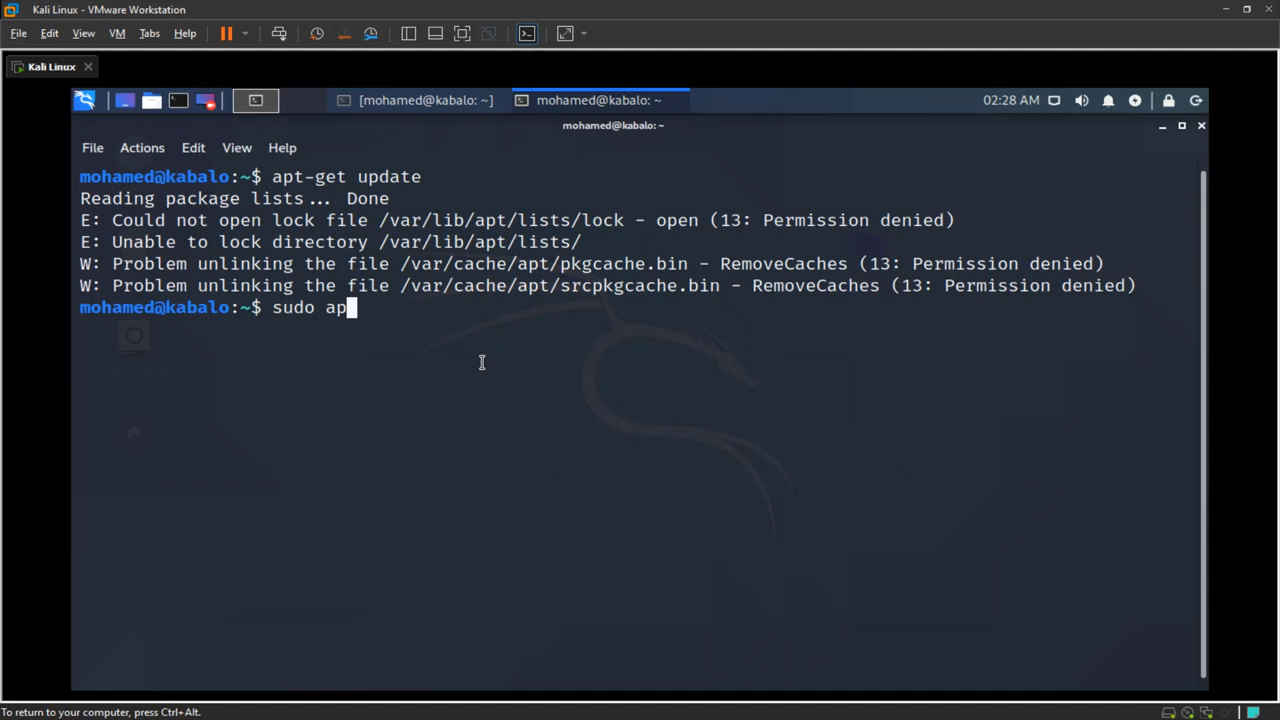 Kali Linux - VMware Workstation
File Edit View VM Tabs Help
Kali Linux
[mohamed@kabalo: ~] mohamed@kabalo: ~ 02:28 AM
mohamed@kabalo: ~
File Actions Edit View Help
mohamed@kabalo:~$ apt-get update
Reading package lists... Done
E: Could not open lock file /var/lib/apt/lists/lock - open (13: Permission denied)
E: Unable to lock directory /var/lib/apt/lists/
W: Problem unlinking the file /var/cache/apt/pkgcache.bin - RemoveCaches (13: Permission denied)
W: Problem unlinking the file /var/cache/apt/srcpkgcache.bin - RemoveCaches (13: Permission denied)
mohamed@kabalo:~$ sudo ap
To return to your computer, press Ctrl+Alt.